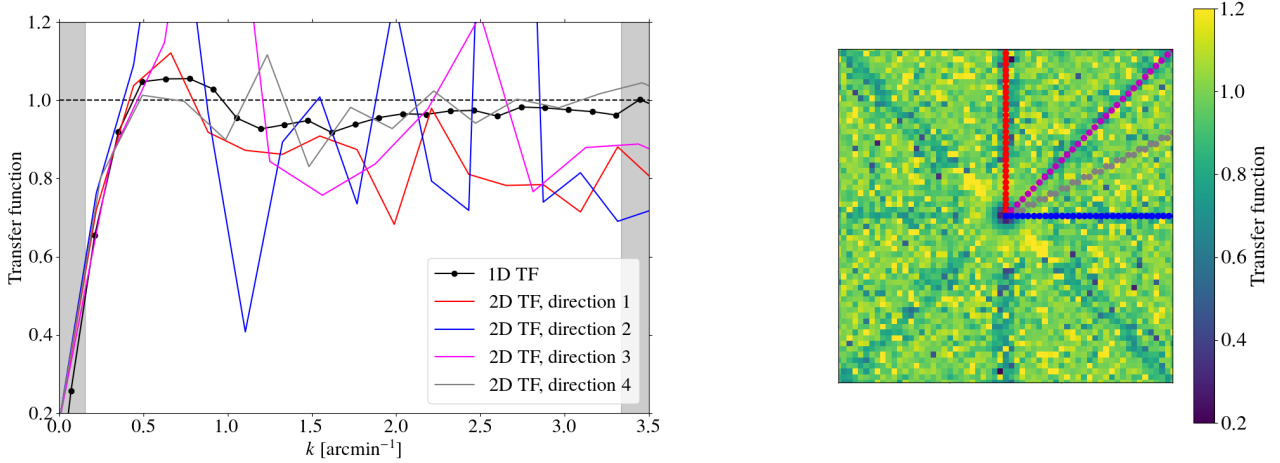 1.2
1.0
0.8
0.6
0.4
0.2
Transfer function
0.0
0.5
1.0
1.5
2.0
2.5
3.0
3.5
k [arcmin⁻¹]
1D TF
2D TF, direction 1
2D TF, direction 2
2D TF, direction 3
2D TF, direction 4
1.2
1.0
0.8
0.6
0.4
0.2
Transfer function